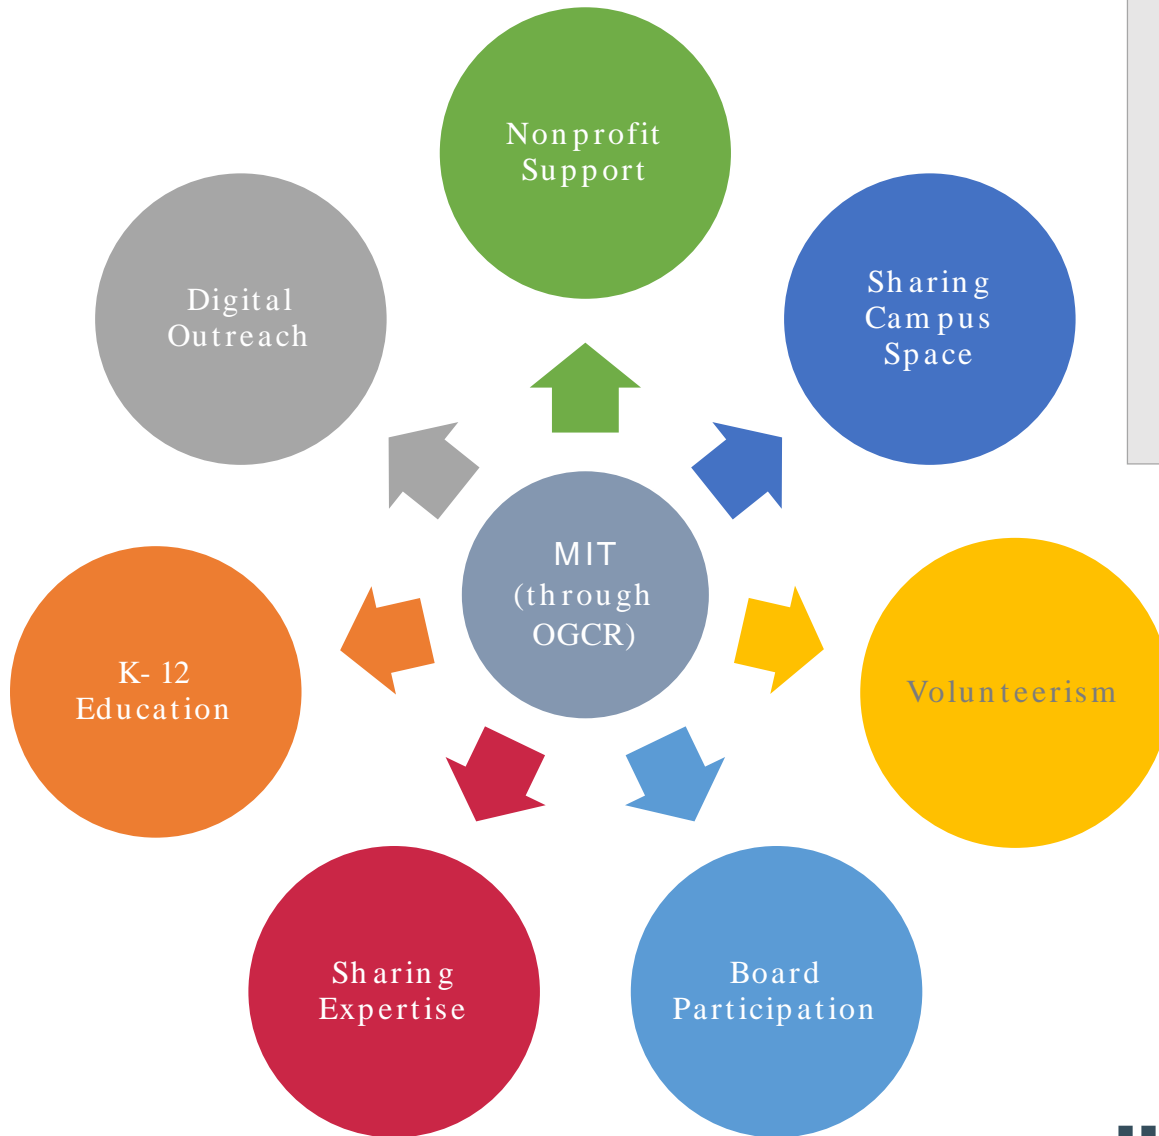 Nonprofit
Support
Sharing
Campus
Space
Digital
Outreach
MIT
(through
OGCR)
Volunteerism
K-12
Education
Sharing
Expertise
Board
Participation